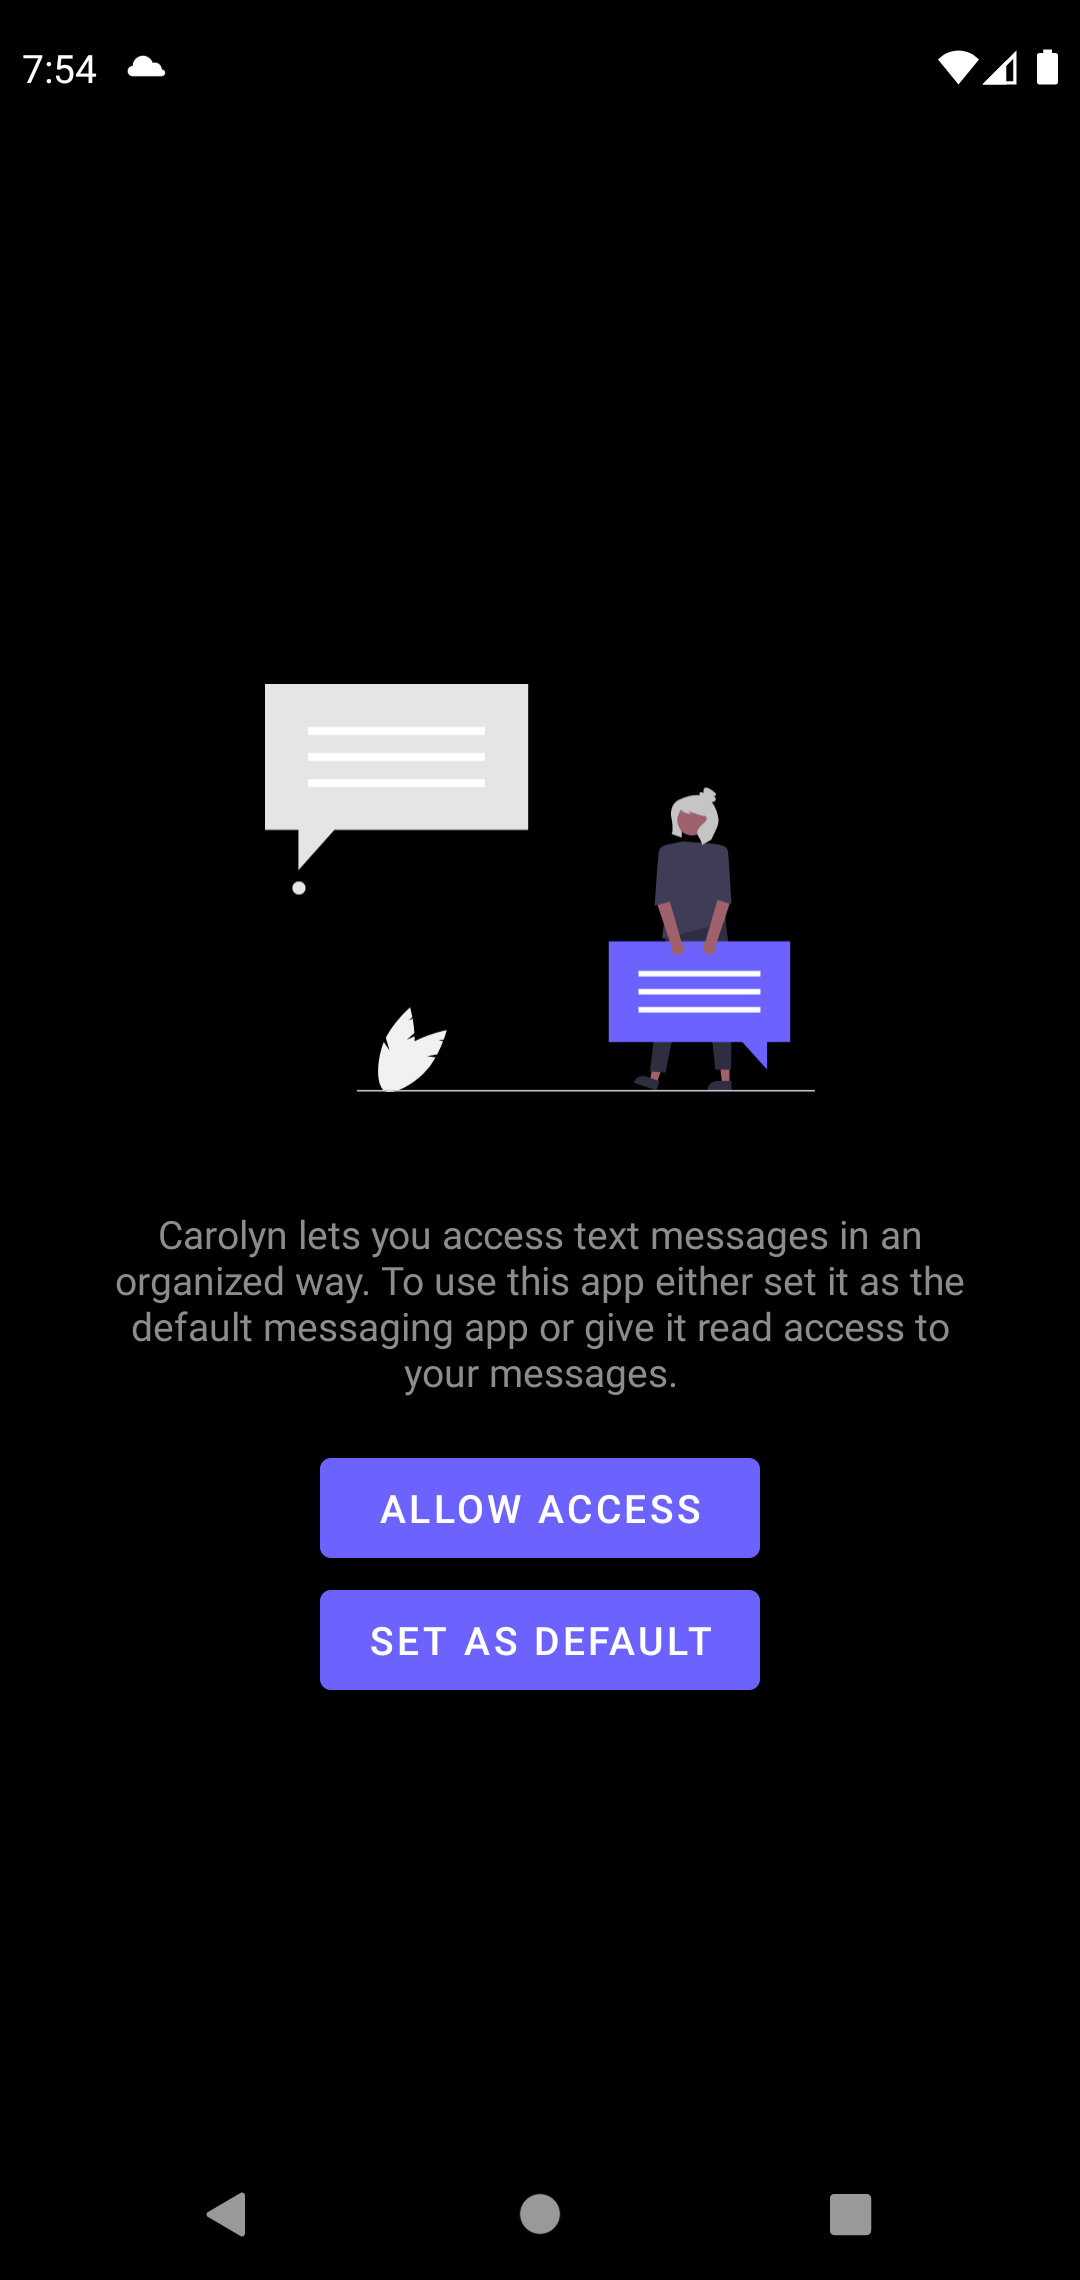 7:54
Carolyn lets you access text messages in an
organized way. To use this app either set it as the
default messaging app or give it read access to
your messages.
ALLOW ACCESS
SET AS DEFAULT